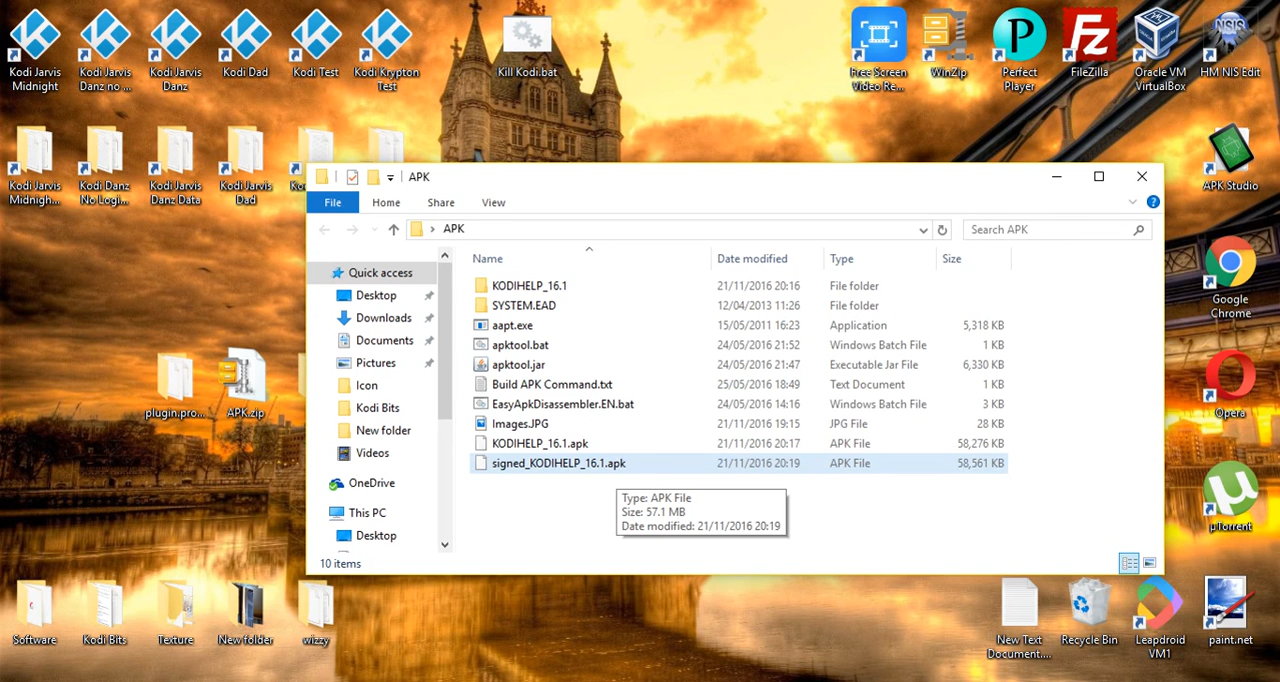 Kodi Jarvis
Midnight
Kodi Jarvis
Danz no ...
Kodi Jarvis
Danz
Kodi Dad
Kodi Test
Kodi Krypton
Test
Kill Kodi.bat
Free Screen
Video Re...
WinZip
Perfect
Player
FileZilla
Oracle VM
VirtualBox
NSIS
HM NIS Edit
Kodi Jarvis
Midnigh...
Kodi Danz
No Logi...
Kodi Jarvis
Danz Data
Kodi Jarvis
Dad
APK Studio
APK
File Home Share View
APK
Search APK
Name Date modified Type Size
Quick access
Desktop
Downloads
Documents
Pictures
Icon
Kodi Bits
New folder
Videos
OneDrive
This PC
Desktop
KODIHELP_16.1 21/11/2016 20:16 File folder
SYSTEM.EAD 12/04/2013 11:26 File folder
aapt.exe 15/05/2011 16:23 Application 5,318 KB
apktool.bat 24/05/2016 21:52 Windows Batch File 1 KB
apktool.jar 24/05/2016 21:47 Executable Jar File 6,330 KB
Build APK Command.txt 25/05/2016 18:49 Text Document 1 KB
EasyApkDisassembler.EN.bat 24/05/2016 14:16 Windows Batch File 3 KB
Images.JPG 21/11/2016 19:15 JPG File 28 KB
KODIHELP_16.1.apk 21/11/2016 20:17 APK File 58,276 KB
signed_KODIHELP_16.1.apk 21/11/2016 20:19 APK File 58,561 KB
Type: APK File
Size: 57.1 MB
Date modified: 21/11/2016 20:19
10 items
plugin.pro...
APK.zip
Google
Chrome
Opera
µTorrent
Software
Kodi Bits
Texture
New folder
wizzy
New Text
Document....
Recycle Bin
Leapdroid
VM1
paint.net